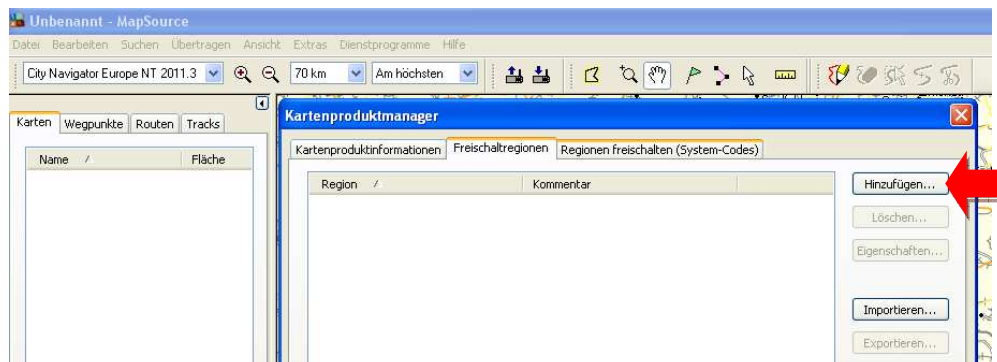 Unbenannt - MapSource
Datei Bearbeiten Suchen Übertragen Ansicht Extras Dienstprogramme Hilfe
City Navigator Europe NT 2011.3 70 km Am höchsten
Karten Wegpunkte Routen Tracks
Name Fläche
Kartenproduktmanager
Kartenproduktinformationen Freischaltregionen Regionen freischalten (System-Codes)
Region Kommentar
Hinzufügen...
Löschen...
Eigenschaften...
Importieren...
Exportieren...